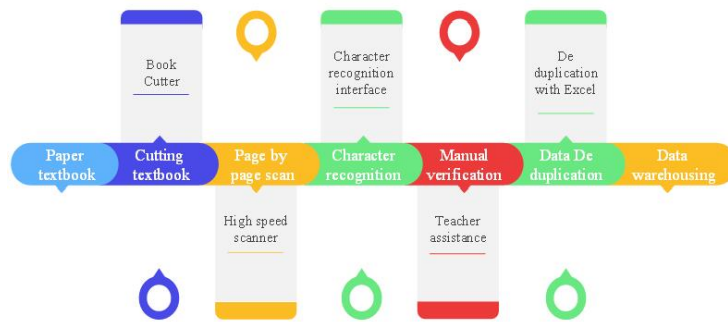 Book
Cutter
Character
recognition
interface
De
duplication
with Excel
Paper
textbook
Cutting
textbook
Page by
page scan
Character
recognition
Manual
verification
Data De
duplication
Data
warehousing
High speed
scanner
Teacher
assistance